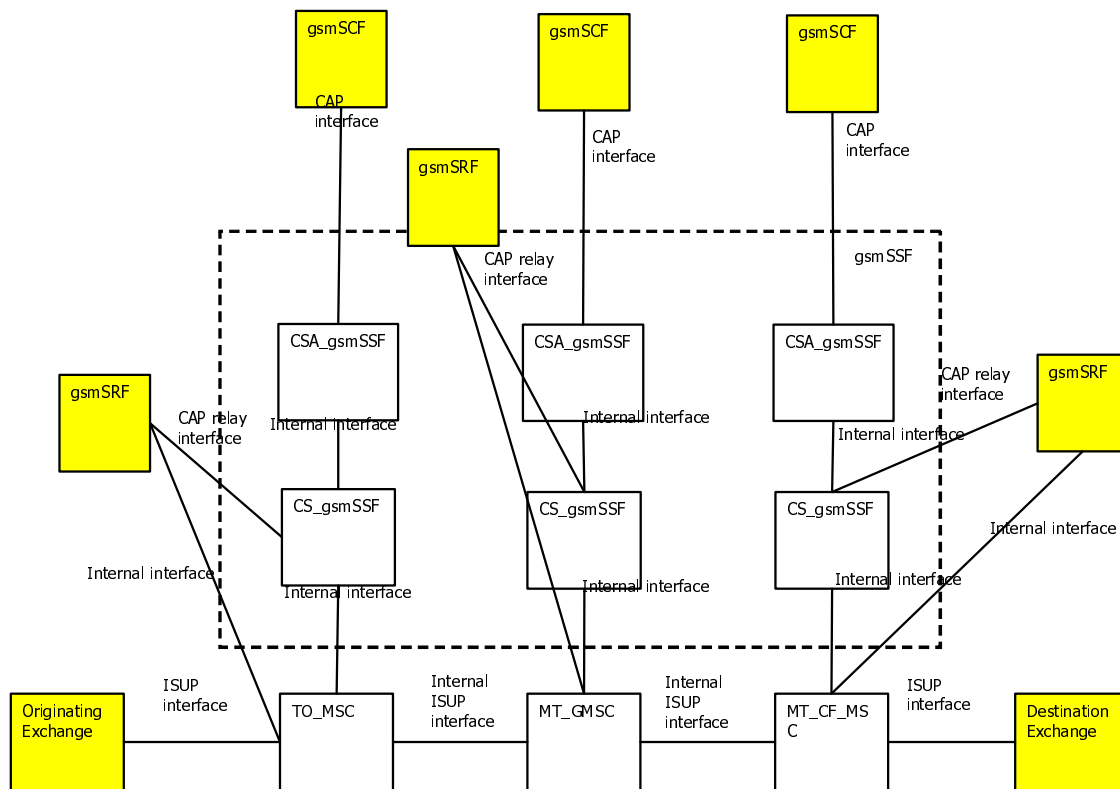 gsmSCF
gsmSCF
gsmSCF
CAP
interface
CAP
interface
CAP
interface
gsmSRF
CAP relay
interface
gsmSSF
CSA_gsmSSF
CSA_gsmSSF
CSA_gsmSSF
gsmSRF
CAP relay
interface
gsmSRF
CAP relay
interface
Internal interface
Internal interface
Internal interface
CS_gsmSSF
CS_gsmSSF
CS_gsmSSF
Internal interface
Internal interface
Internal interface
Internal interface
Internal interface
Originating
Exchange
ISUP
interface
TO_MSC
Internal
ISUP
interface
MT_GMSC
Internal
ISUP
interface
MT_CF_MS
C
ISUP
interface
Destination
Exchange